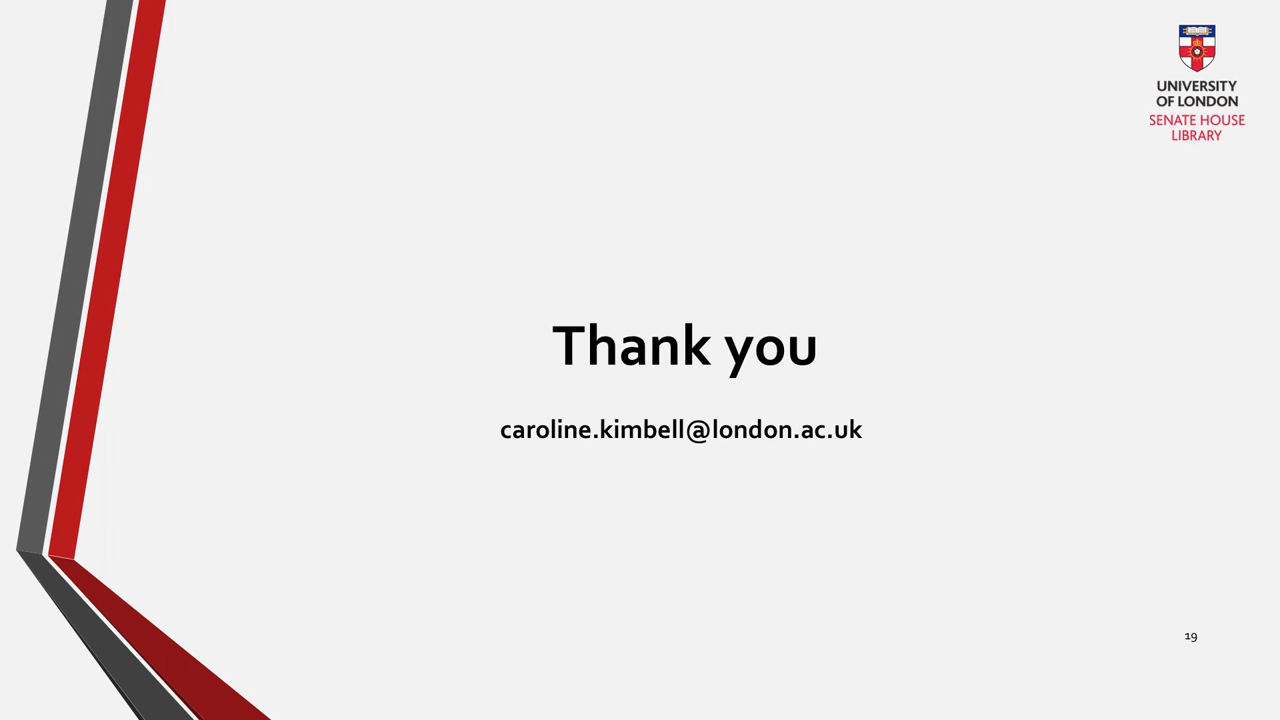 UNIVERSITY
OF LONDON
SENATE HOUSE
LIBRARY
Thank you
caroline.kimbell@london.ac.uk
19